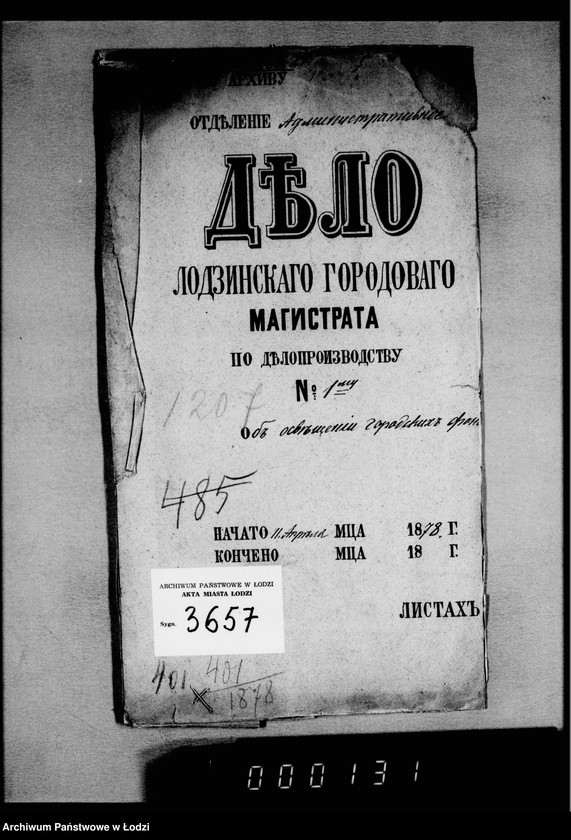 АРХИВУ
ОТДѢЛЕНІЕ Административное
ДѢЛО
ЛОДЗИНСКАГО ГОРОДОВАГО
МАГИСТРАТА
ПО ДѢЛОПРОИЗВОДСТВУ
№ 1му
1207
Объ освѣщеніи городскихъ фон
485
НАЧАТО 11 Апрѣля МЦА 1878 Г.
КОНЧЕНО МЦА 18 Г.
ARCHIWUM PAŃSTWOWE W ŁODZI
AKTA MIASTA ŁODZI
Sygn. 3657
ЛИСТАХЪ
401 401
1878
000131
Archiwum Państwowe w Łodzi